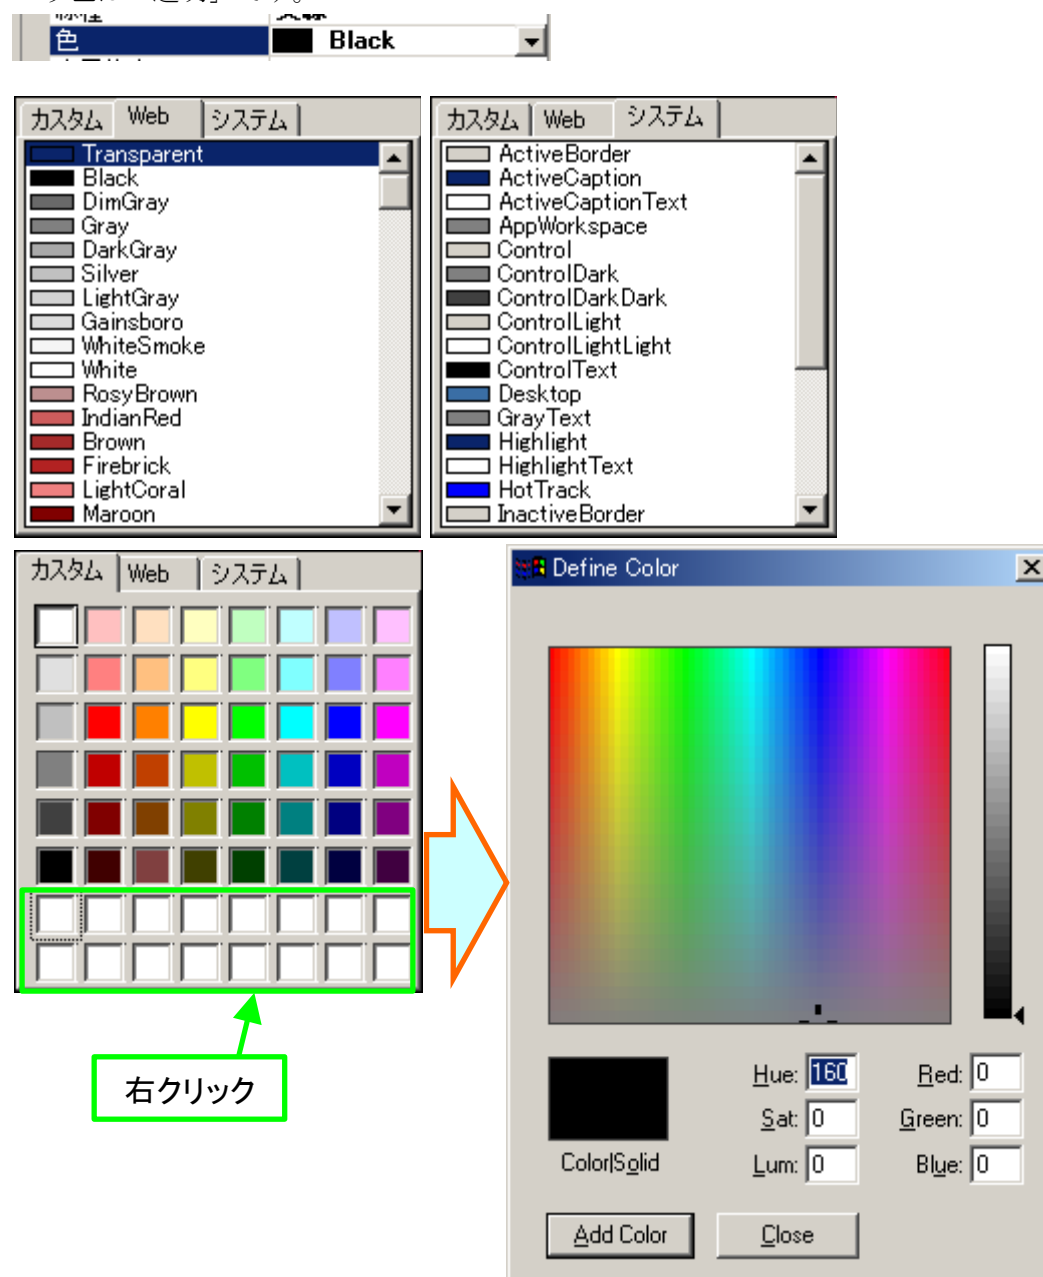 色 Black
カスタム Web システム
Transparent
Black
DimGray
Gray
DarkGray
Silver
LightGray
Gainsboro
WhiteSmoke
White
RosyBrown
IndianRed
Brown
Firebrick
LightCoral
Maroon
カスタム Web システム
ActiveBorder
ActiveCaption
ActiveCaptionText
AppWorkspace
Control
ControlDark
ControlDarkDark
ControlLight
ControlLightLight
ControlText
Desktop
GrayText
Highlight
HighlightText
HotTrack
InactiveBorder
カスタム Web システム
右クリック
Define Color
Hue: 160 Red: 0
Sat: 0 Green: 0
Color|Solid Lum: 0 Blue: 0
Add Color Close